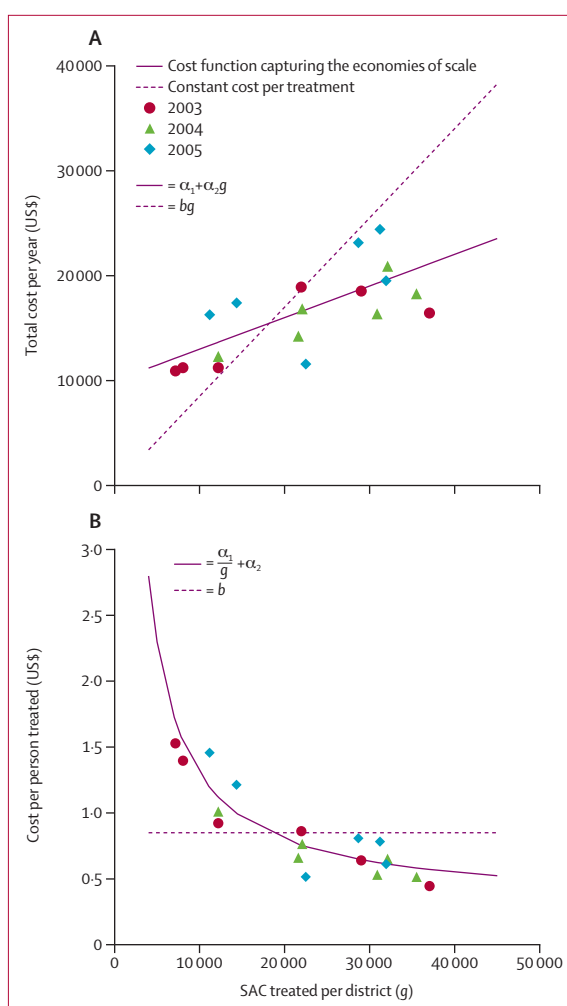 A
Cost function capturing the economies of scale
Constant cost per treatment
2003
2004
2005
= α₁+α₂g
= bg
Total cost per year (US$)
40 000
30 000
20 000
10 000
0
B
= α₁/g +α₂
= b
Cost per person treated (US$)
3·0
2·5
2·0
1·5
1·0
0·5
0
0 10 000 20 000 30 000 40 000 50 000
SAC treated per district (g)